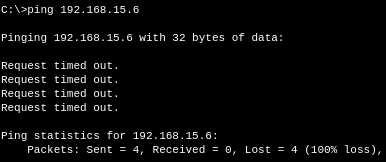 C:\>ping 192.168.15.6
Pinging 192.168.15.6 with 32 bytes of data:
Request timed out.
Request timed out.
Request timed out.
Request timed out.
Ping statistics for 192.168.15.6:
Packets: Sent = 4, Received = 0, Lost = 4 (100% loss),